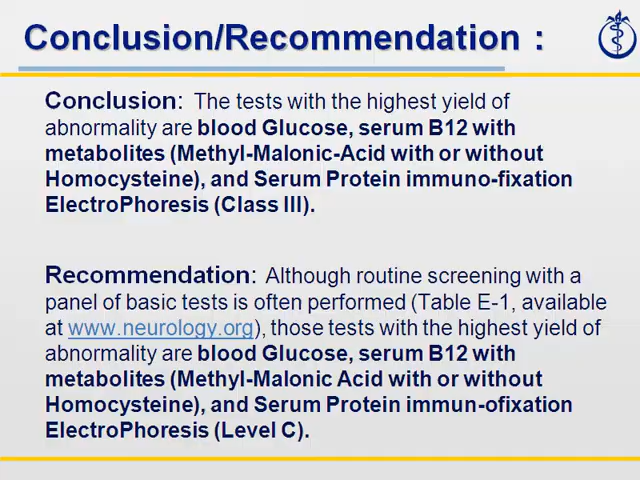 Conclusion/Recommendation :
Conclusion: The tests with the highest yield of
abnormality are blood Glucose, serum B12 with
metabolites (Methyl-Malonic-Acid with or without
Homocysteine), and Serum Protein immuno-fixation
ElectroPhoresis (Class III).
Recommendation: Although routine screening with a
panel of basic tests is often performed (Table E-1, available
at www.neurology.org), those tests with the highest yield of
abnormality are blood Glucose, serum B12 with
metabolites (Methyl-Malonic Acid with or without
Homocysteine), and Serum Protein immun-ofixation
ElectroPhoresis (Level C).